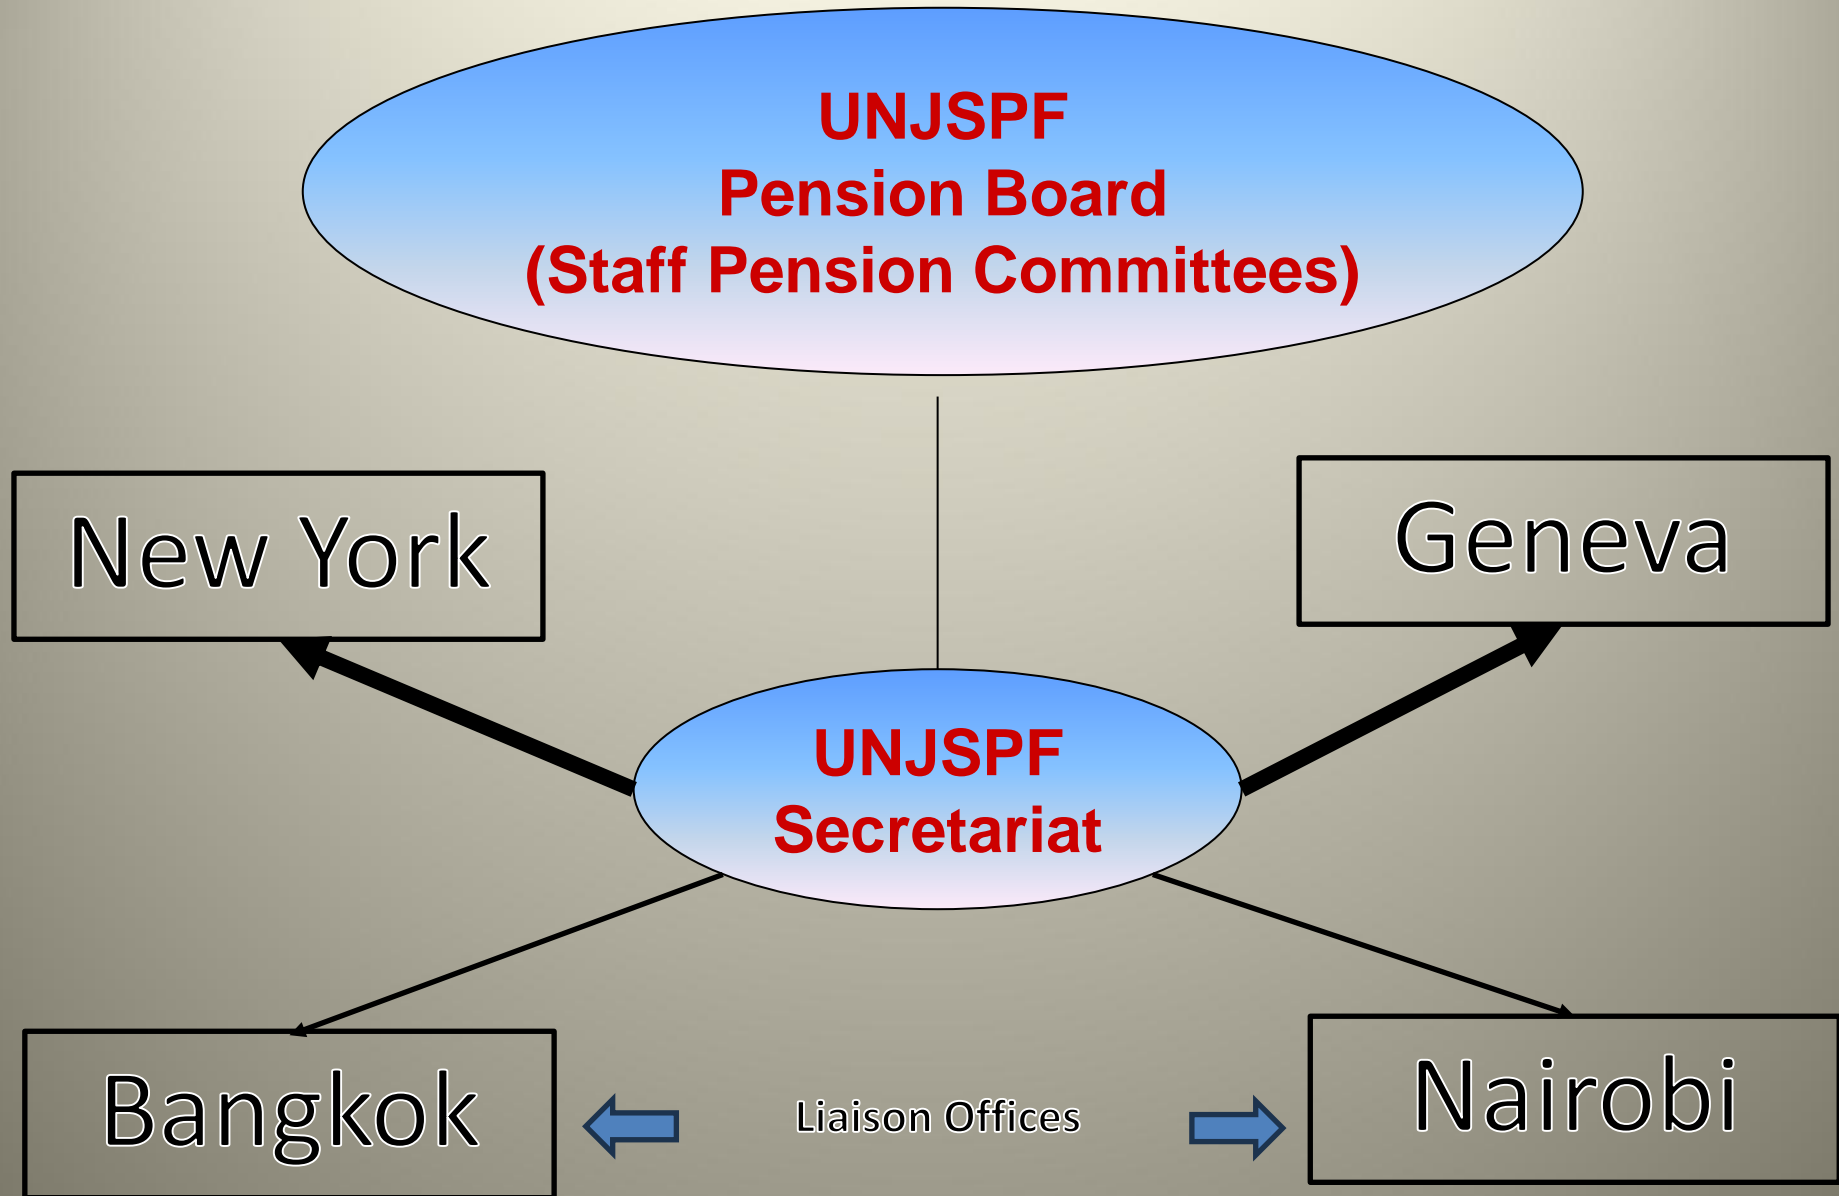 UNJSPF
Pension Board
(Staff Pension Committees)
New York
Geneva
UNJSPF
Secretariat
Bangkok
Liaison Offices
Nairobi